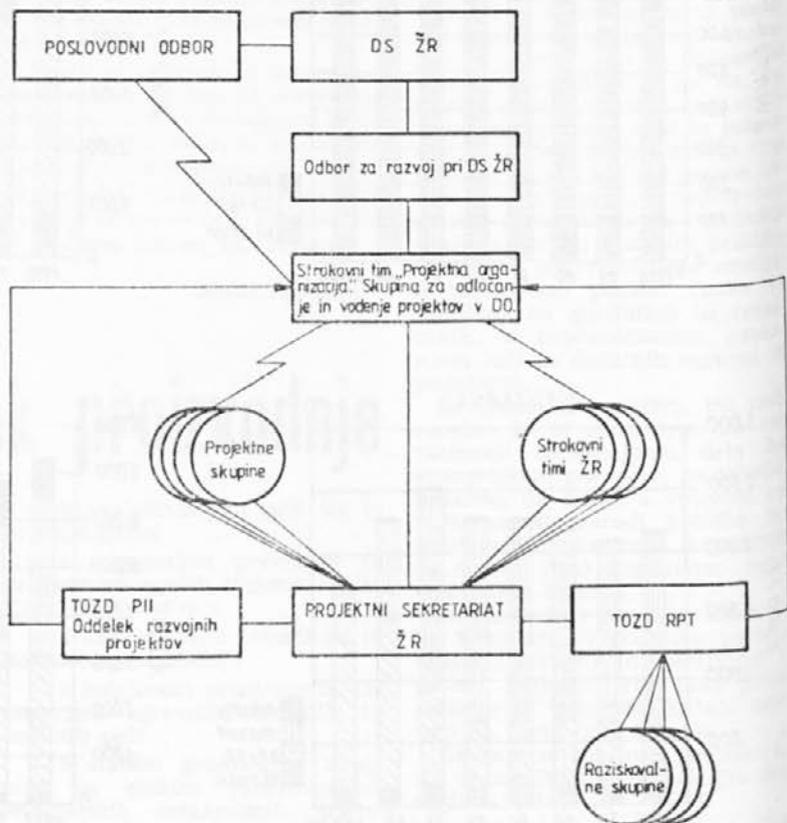 POSLOVODNI ODBOR
DS ŽR
Odbor za razvoj pri DS ŽR
Strokovni tim „Projektna orga-
nizacija." Skupina za odločan-
je in vodenje projektov v DO.
Projektne
skupine
Strokovni
timi ŽR
TOZD PII
Oddelek razvojnih
projektov
PROJEKTNI SEKRETARIAT
ŽR
TOZD RPT
Raziskoval-
ne skupine